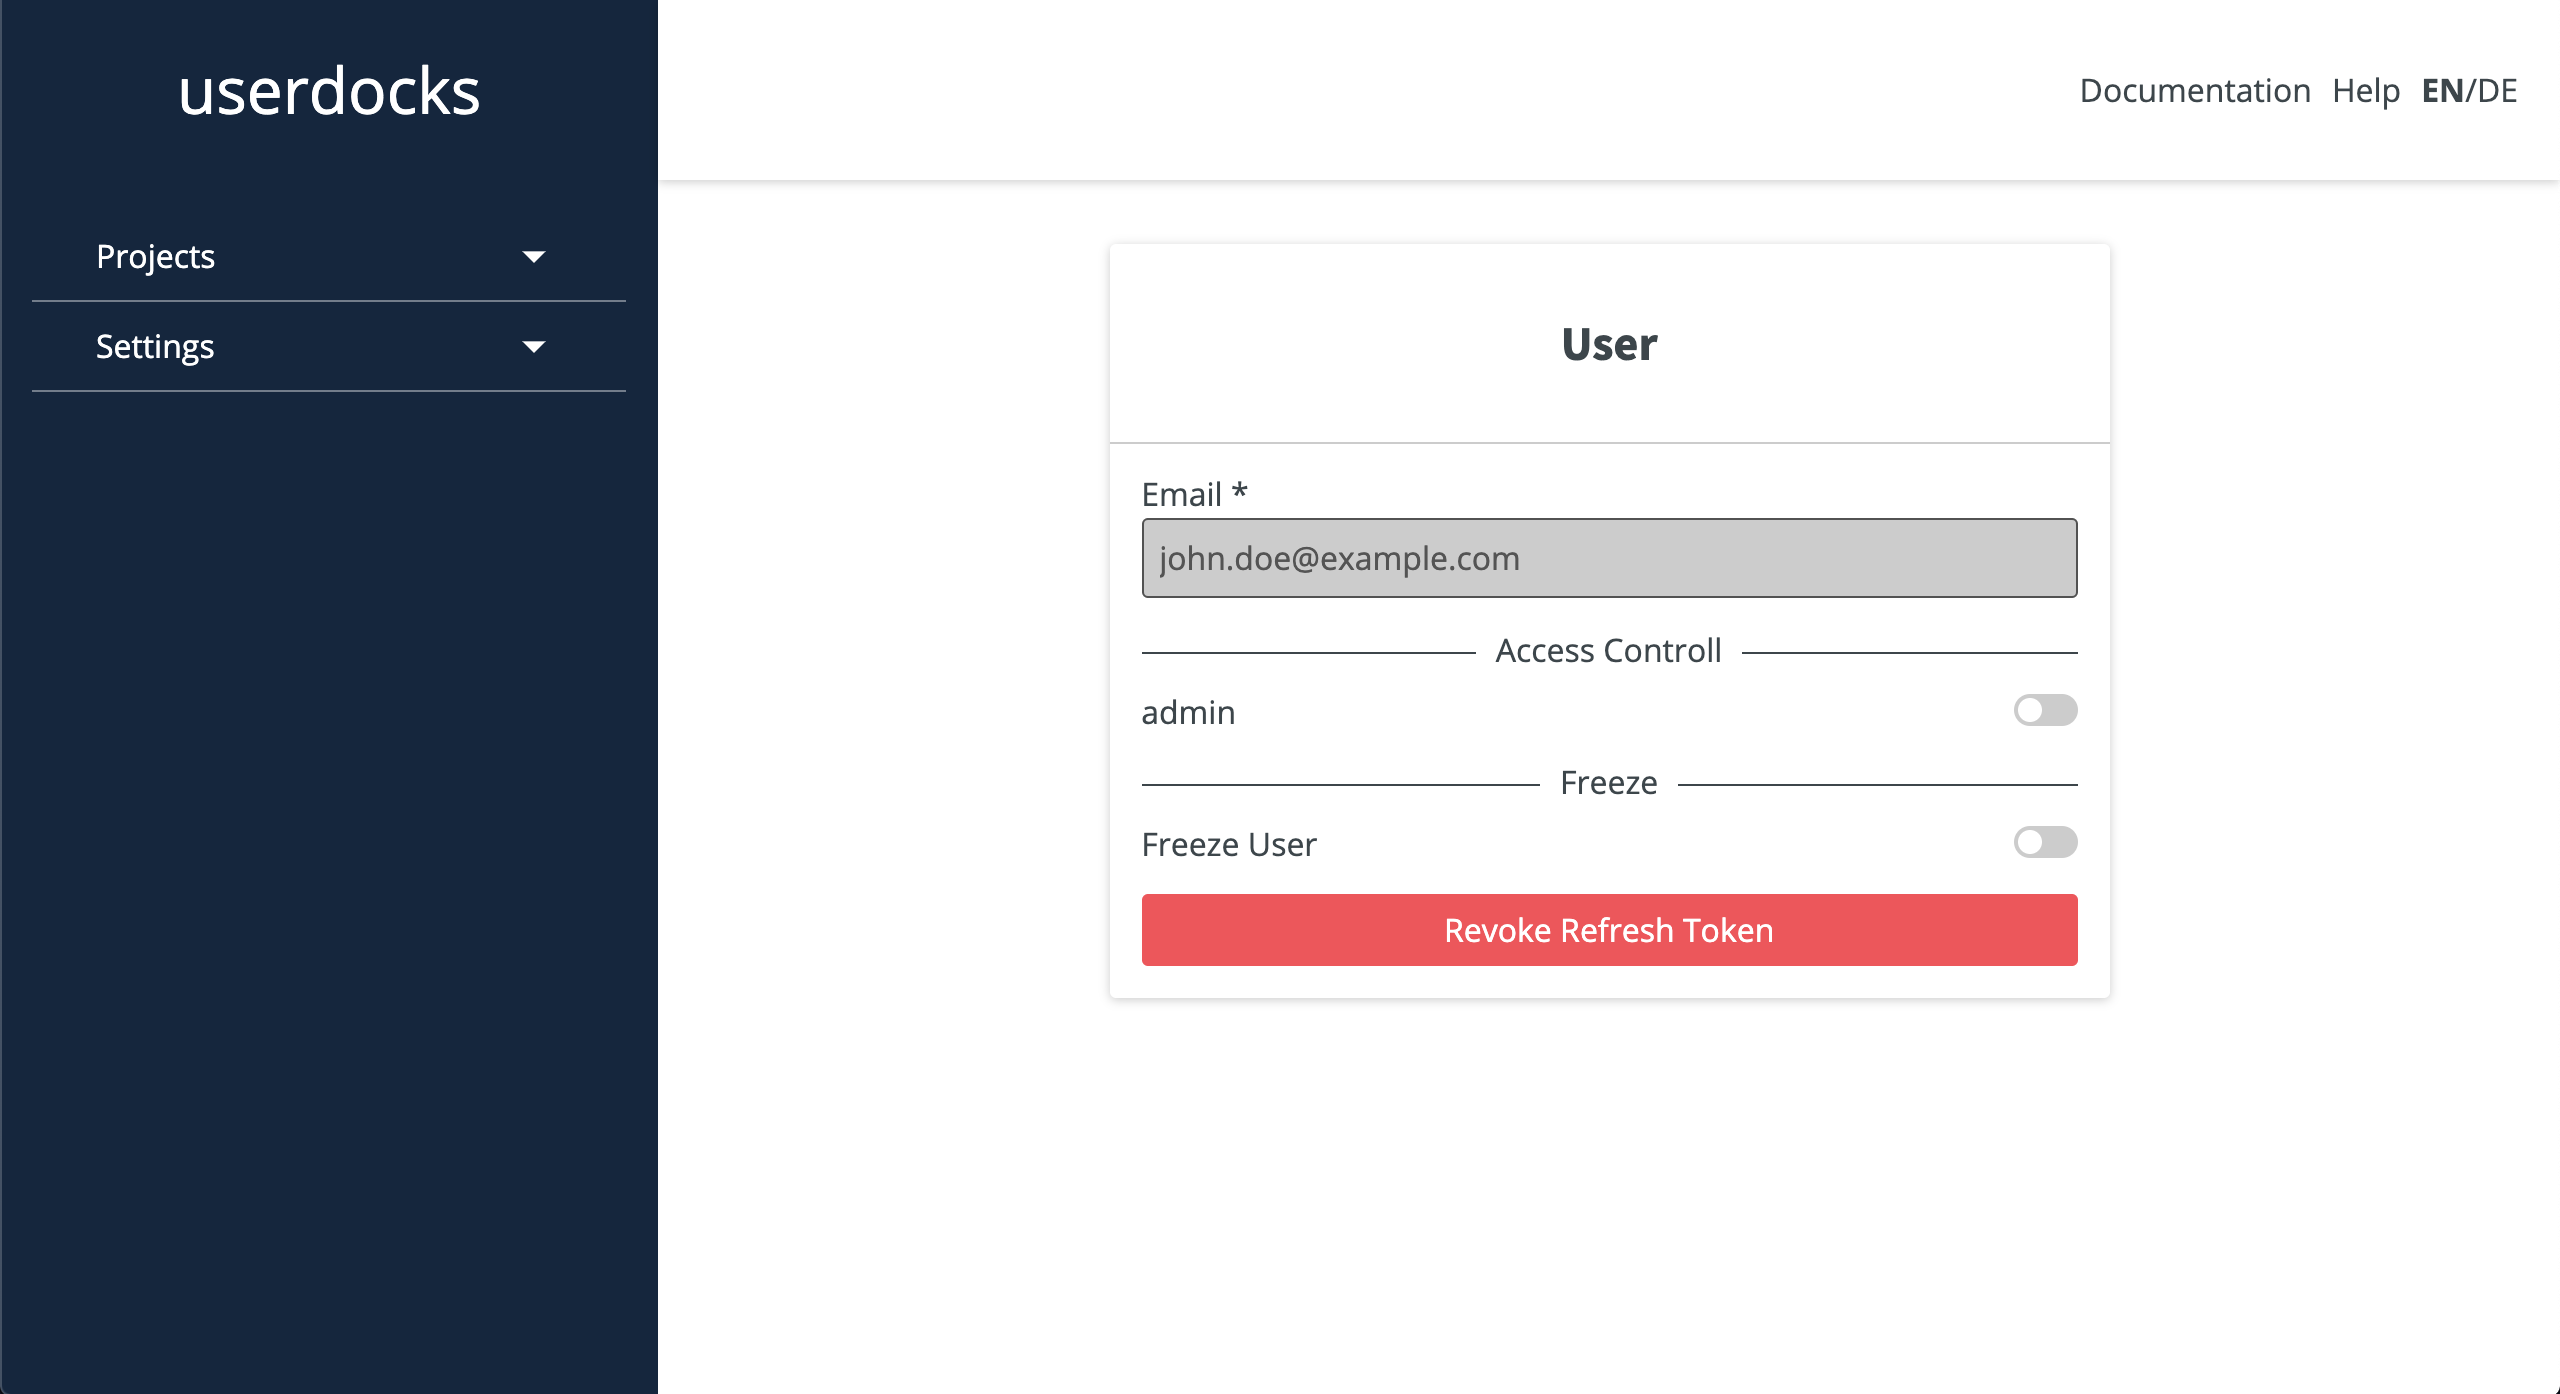 userdocks
Documentation Help EN/DE
Projects
Settings
User
Email *
john.doe@example.com
Access Controll
admin
Freeze
Freeze User
Revoke Refresh Token